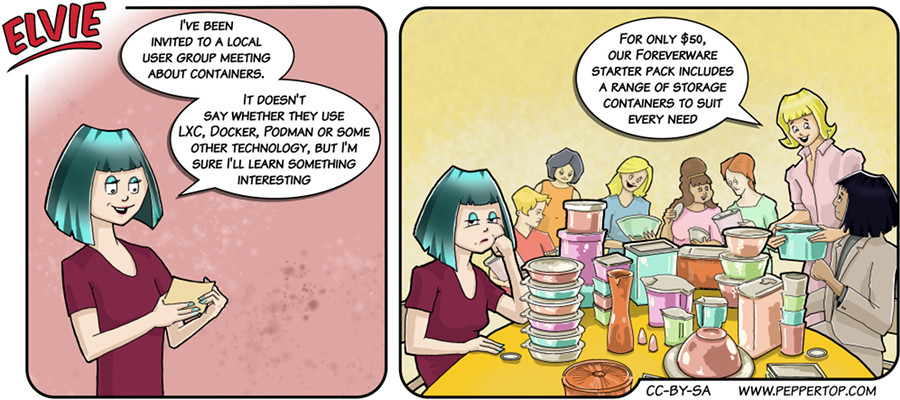 ELVIE
I'VE BEEN
INVITED TO A LOCAL
USER GROUP MEETING
ABOUT CONTAINERS.
IT DOESN'T
SAY WHETHER THEY USE
LXC, DOCKER, PODMAN OR SOME
OTHER TECHNOLOGY, BUT I'M
SURE I'LL LEARN SOMETHING
INTERESTING
FOR ONLY $50,
OUR FOREVERWARE
STARTER PACK INCLUDES
A RANGE OF STORAGE
CONTAINERS TO SUIT
EVERY NEED
CC-BY-SA
WWW.PEPPERTOP.COM